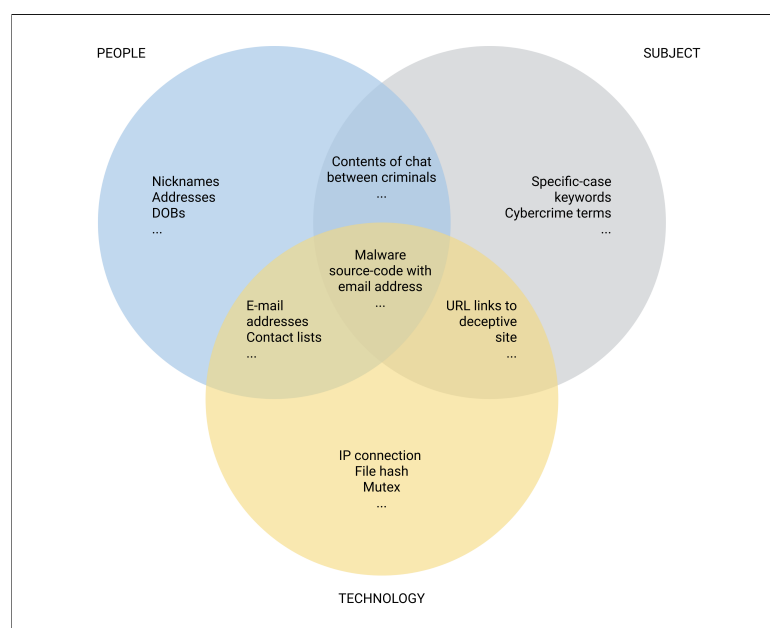 PEOPLE
SUBJECT
Contents of chat
between criminals
...
Nicknames
Addresses
DOBs
...
Specific-case
keywords
Cybercrime terms
...
Malware
source-code with
email address
...
E-mail
addresses
Contact lists
...
URL links to
deceptive
site
...
IP connection
File hash
Mutex
...
TECHNOLOGY